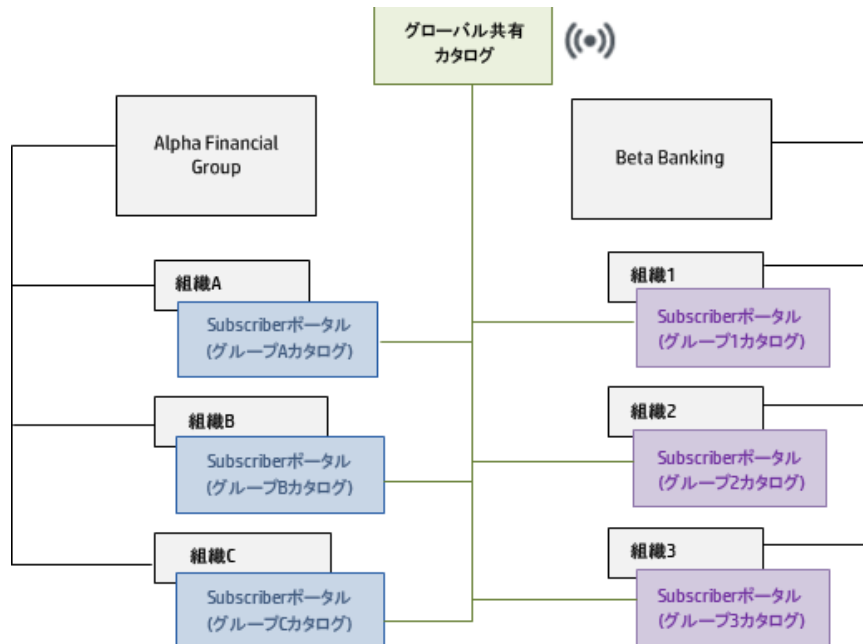 グローバル共有
カタログ
Alpha Financial
Group
Beta Banking
組織A
Subscriberポータル
(グループAカタログ)
組織1
Subscriberポータル
(グループ1カタログ)
組織B
Subscriberポータル
(グループBカタログ)
組織2
Subscriberポータル
(グループ2カタログ)
組織C
Subscriberポータル
(グループCカタログ)
組織3
Subscriberポータル
(グループ3カタログ)